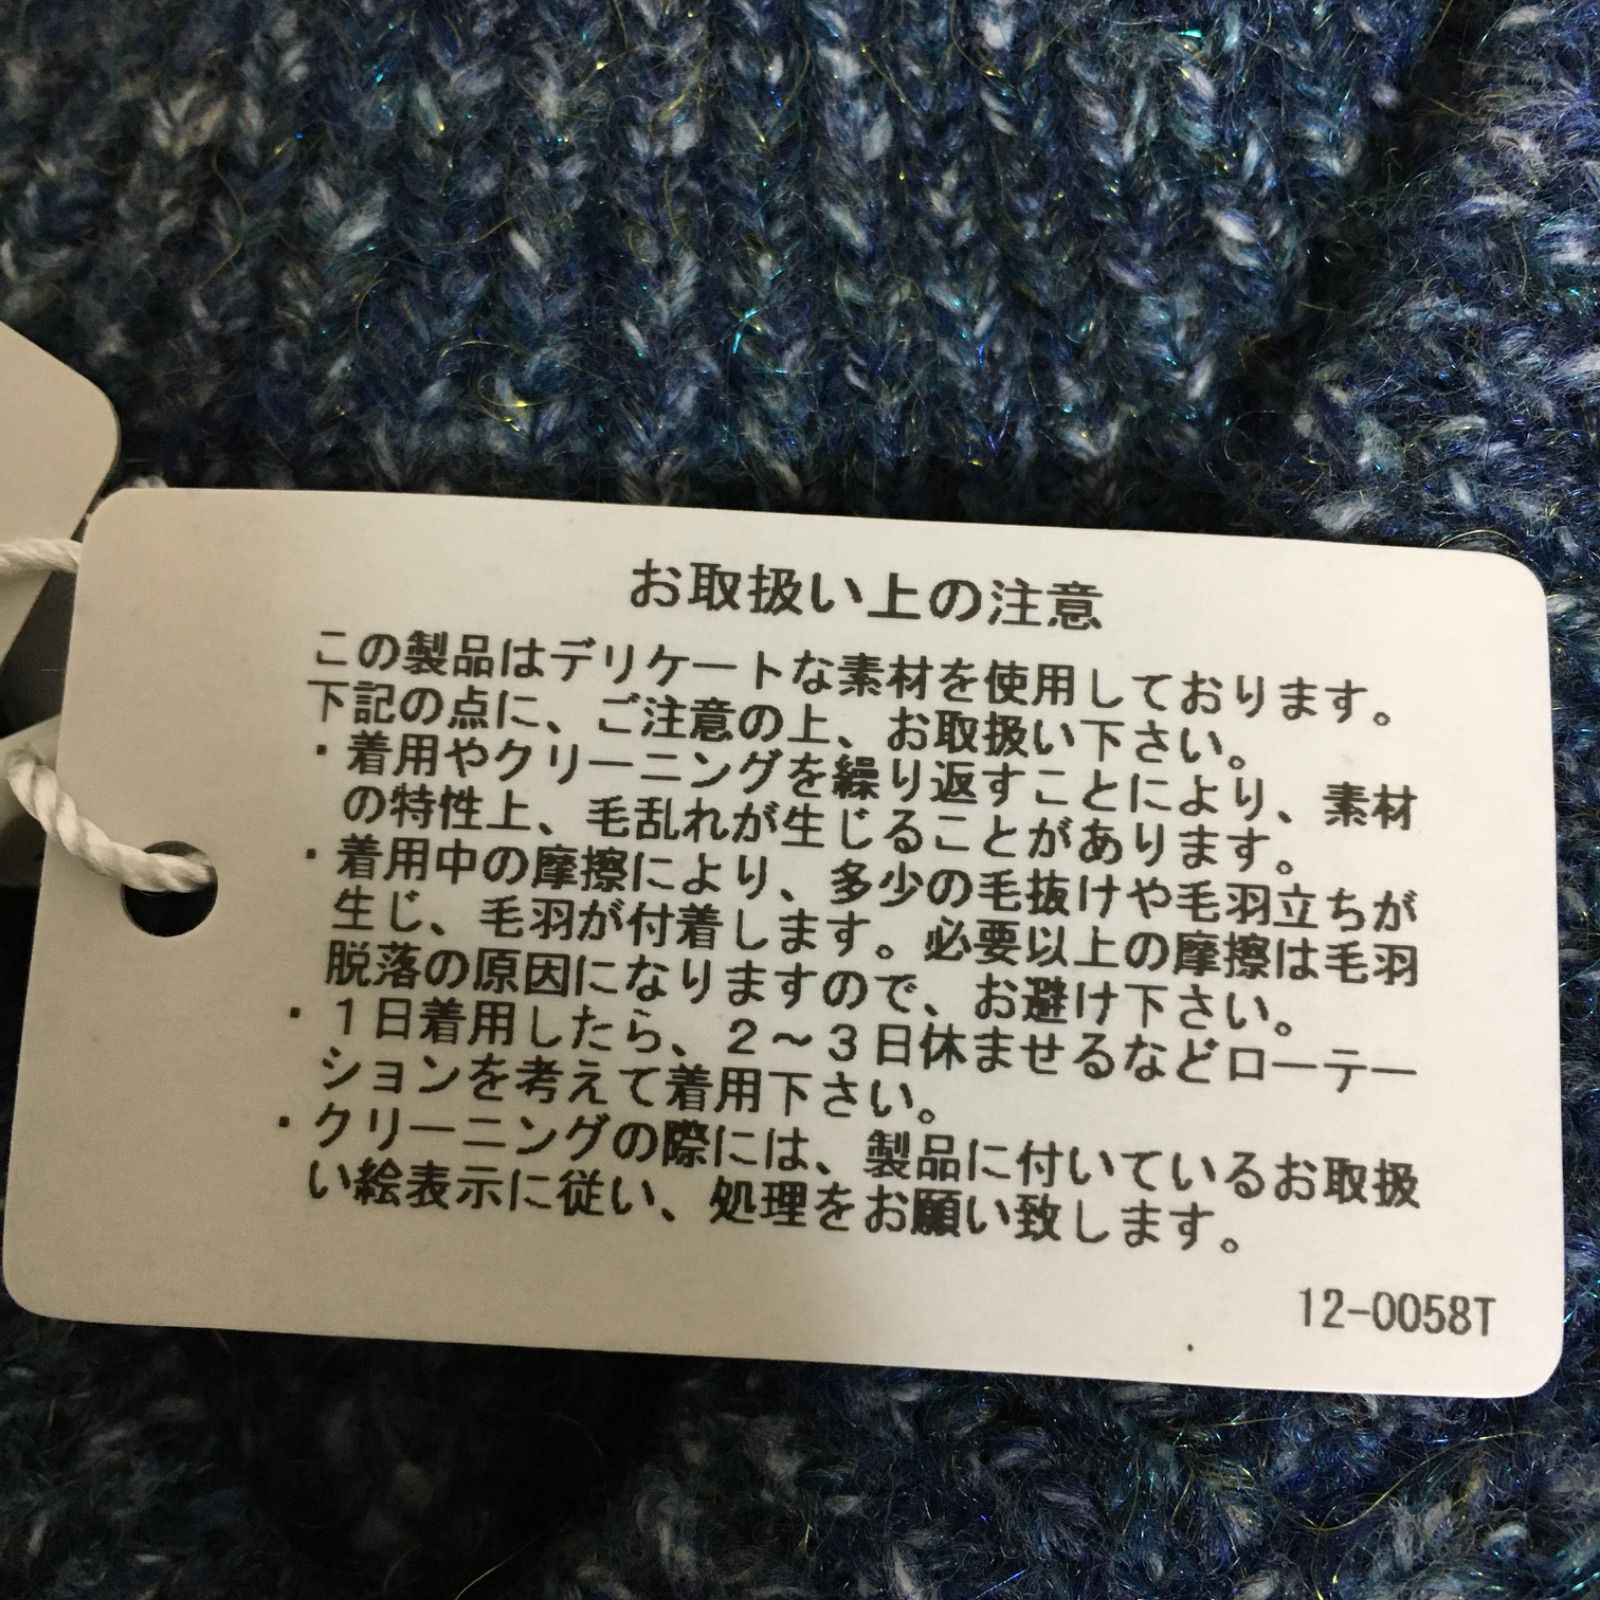 お取扱い上の注意
この製品はデリケートな素材を使用しております。
下記の点に、ご注意の上、お取扱い下さい。
・着用やクリーニングを繰り返すことにより、素材
の特性上、毛乱れが生じることがあります。
・着用中の摩擦により、多少の毛抜けや毛羽立ちが
生じ、毛羽が付着します。必要以上の摩擦は毛羽
脱落の原因になりますので、お避け下さい。
・１日着用したら、２～３日休ませるなどローテー
ションを考えて着用下さい。
・クリーニングの際には、製品に付いているお取扱
い絵表示に従い、処理をお願い致します。
12-0058T